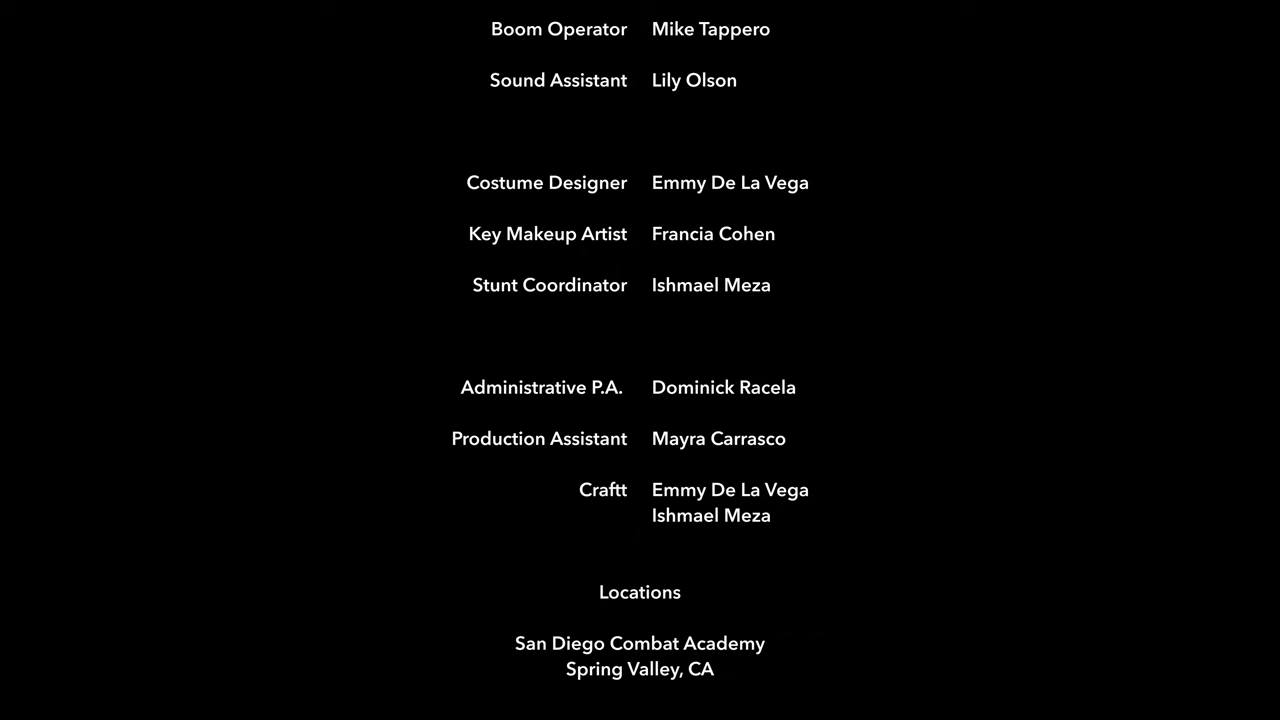 Boom Operator Mike Tappero
Sound Assistant Lily Olson
Costume Designer Emmy De La Vega
Key Makeup Artist Francia Cohen
Stunt Coordinator Ishmael Meza
Administrative P.A. Dominick Racela
Production Assistant Mayra Carrasco
Craftt Emmy De La Vega
Ishmael Meza
Locations
San Diego Combat Academy
Spring Valley, CA